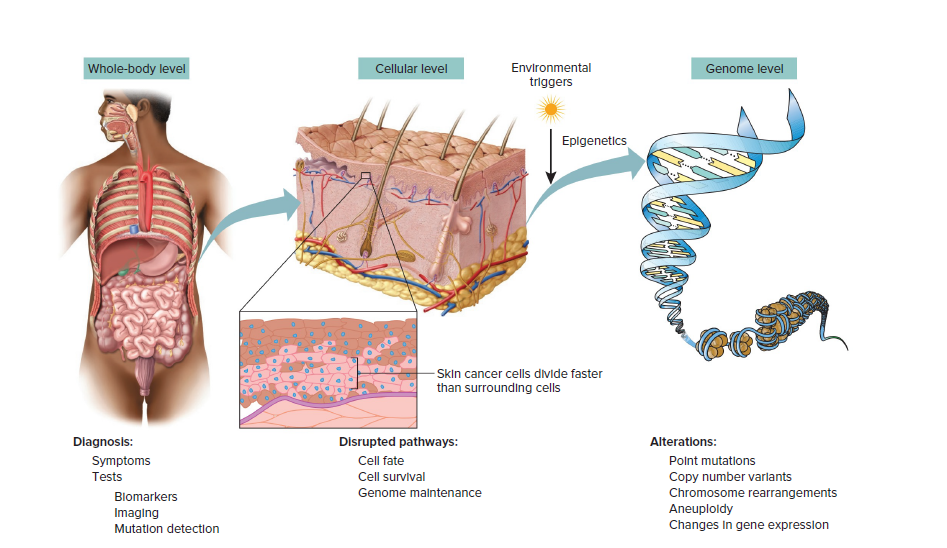 Whole-body level
Cellular level
Environmental
triggers
Genome level
Epigenetics
Skin cancer cells divide faster
than surrounding cells
Diagnosis:
Symptoms
Tests
Biomarkers
Imaging
Mutation detection
Disrupted pathways:
Cell fate
Cell survival
Genome maintenance
Alterations:
Point mutations
Copy number variants
Chromosome rearrangements
Aneuploidy
Changes in gene expression